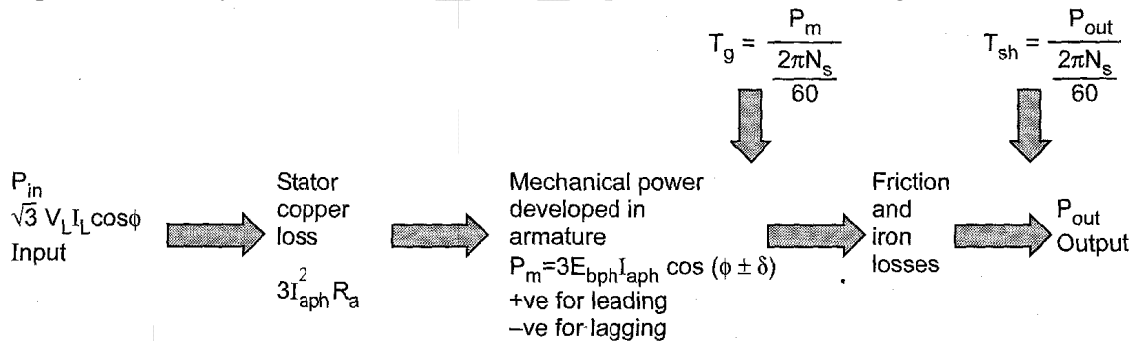 T_g = P_m / (2πN_s / 60)
T_sh = P_out / (2πN_s / 60)
P_in
√3 V_L I_L cosϕ
Input
Stator
copper
loss
3I²_aph R_a
Mechanical power
developed in
armature
P_m=3E_bph I_aph cos (ϕ ± δ)
+ve for leading
–ve for lagging
Friction
and
iron
losses
P_out
Output